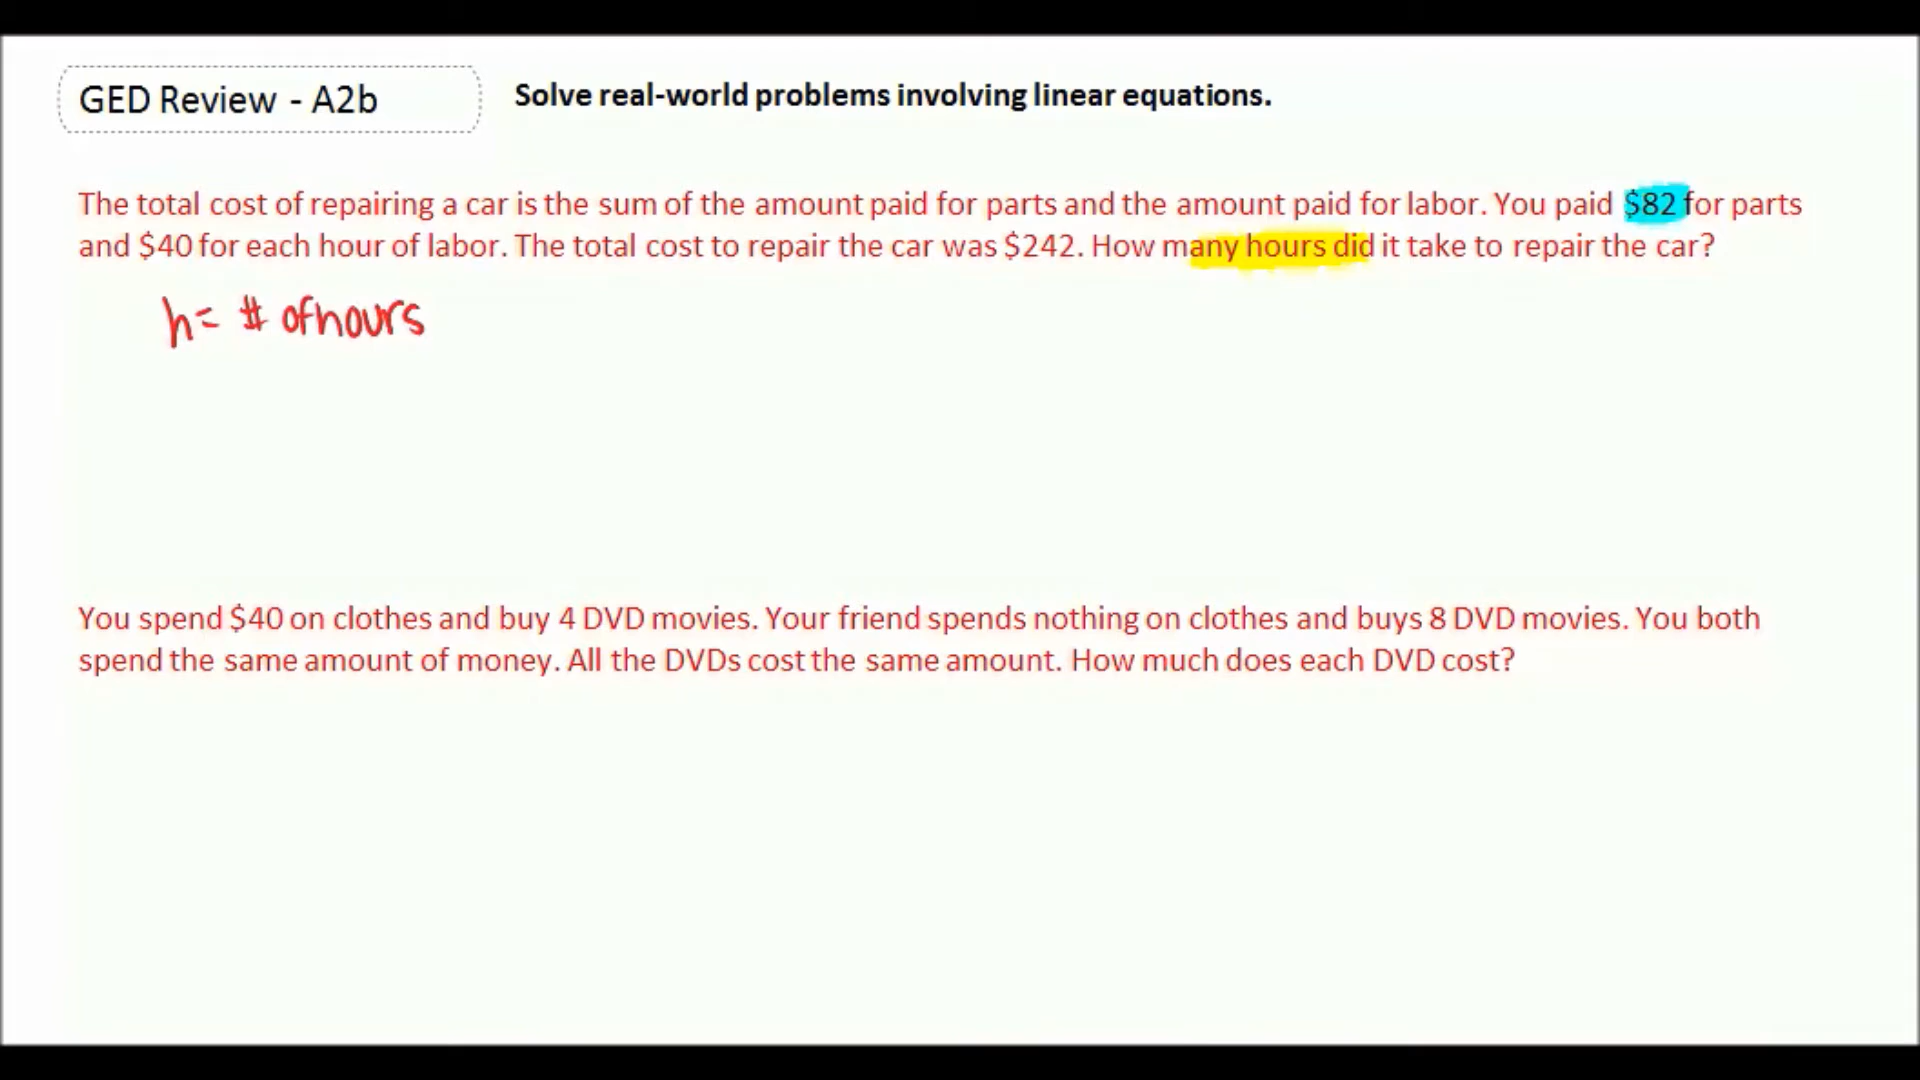 GED Review - A2b
Solve real-world problems involving linear equations.
The total cost of repairing a car is the sum of the amount paid for parts and the amount paid for labor. You paid $82 for parts
and $40 for each hour of labor. The total cost to repair the car was $242. How many hours did it take to repair the car?
h= # of hours
You spend $40 on clothes and buy 4 DVD movies. Your friend spends nothing on clothes and buys 8 DVD movies. You both
spend the same amount of money. All the DVDs cost the same amount. How much does each DVD cost?